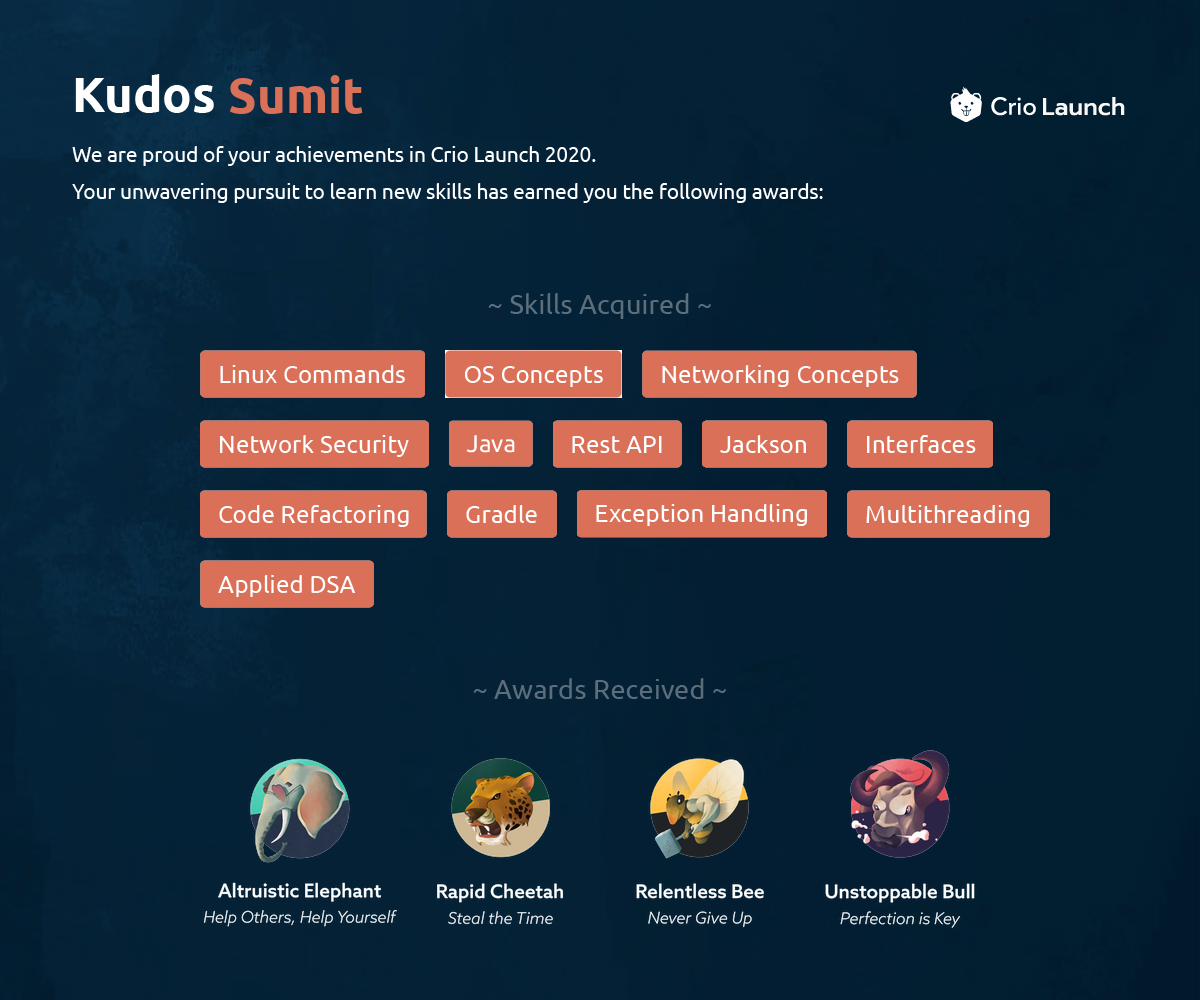 Kudos Sumit
Crio Launch
We are proud of your achievements in Crio Launch 2020.
Your unwavering pursuit to learn new skills has earned you the following awards:
~ Skills Acquired ~
Linux Commands OS Concepts Networking Concepts
Network Security Java Rest API Jackson Interfaces
Code Refactoring Gradle Exception Handling Multithreading
Applied DSA
~ Awards Received ~
Altruistic Elephant Rapid Cheetah Relentless Bee Unstoppable Bull
Help Others, Help Yourself Steal the Time Never Give Up Perfection is Key